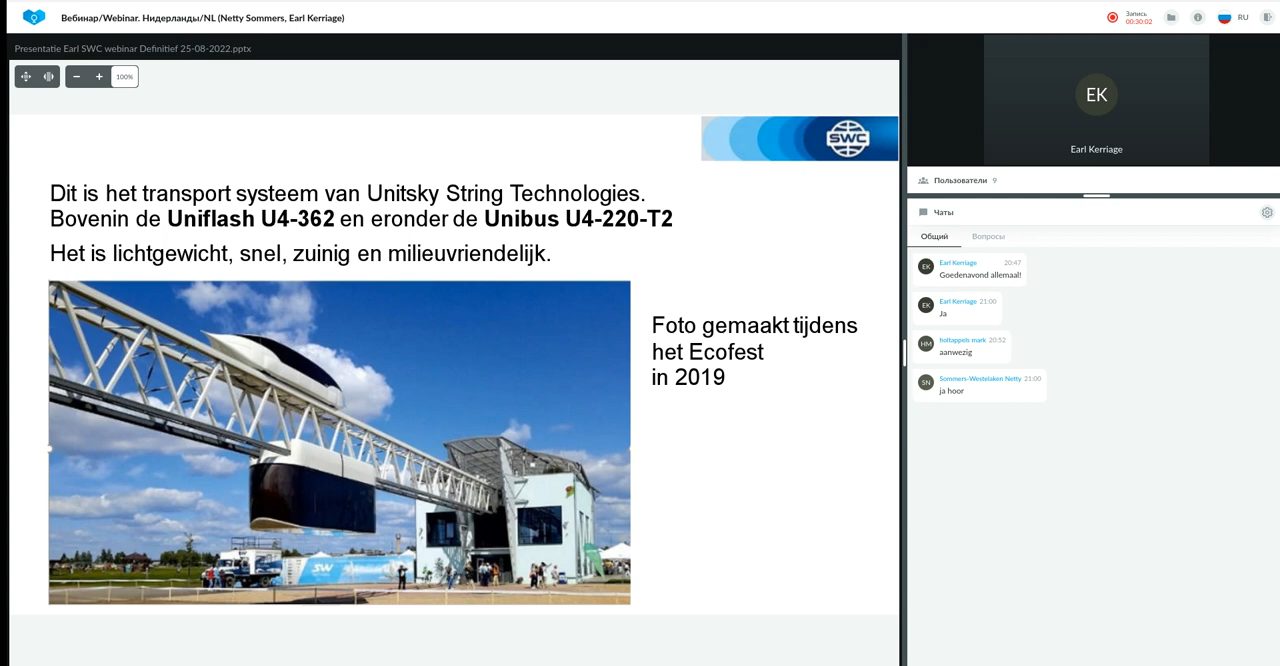 Вебинар/Webinar. Нидерланды/NL (Netty Sommers, Earl Kerriage)
Запись
00:30:02
RU
Presentatie Earl SWC webinar Definitief 25-08-2022.pptx
100%
SWC
Dit is het transport systeem van Unitsky String Technologies.
Bovenin de Uniflash U4-362 en eronder de Unibus U4-220-T2
Het is lichtgewicht, snel, zuinig en milieuvriendelijk.
Foto gemaakt tijdens
het Ecofest
in 2019
SW
EK
Earl Kerriage
Пользователи 9
Чаты
Общий Вопросы
EK Earl Kerriage 20:47
Goedenavond allemaal!
EK Earl Kerriage 21:00
Ja
HM holtappels mark 20:52
aanwezig
SN Sommers-Westelaken Netty 21:00
ja hoor